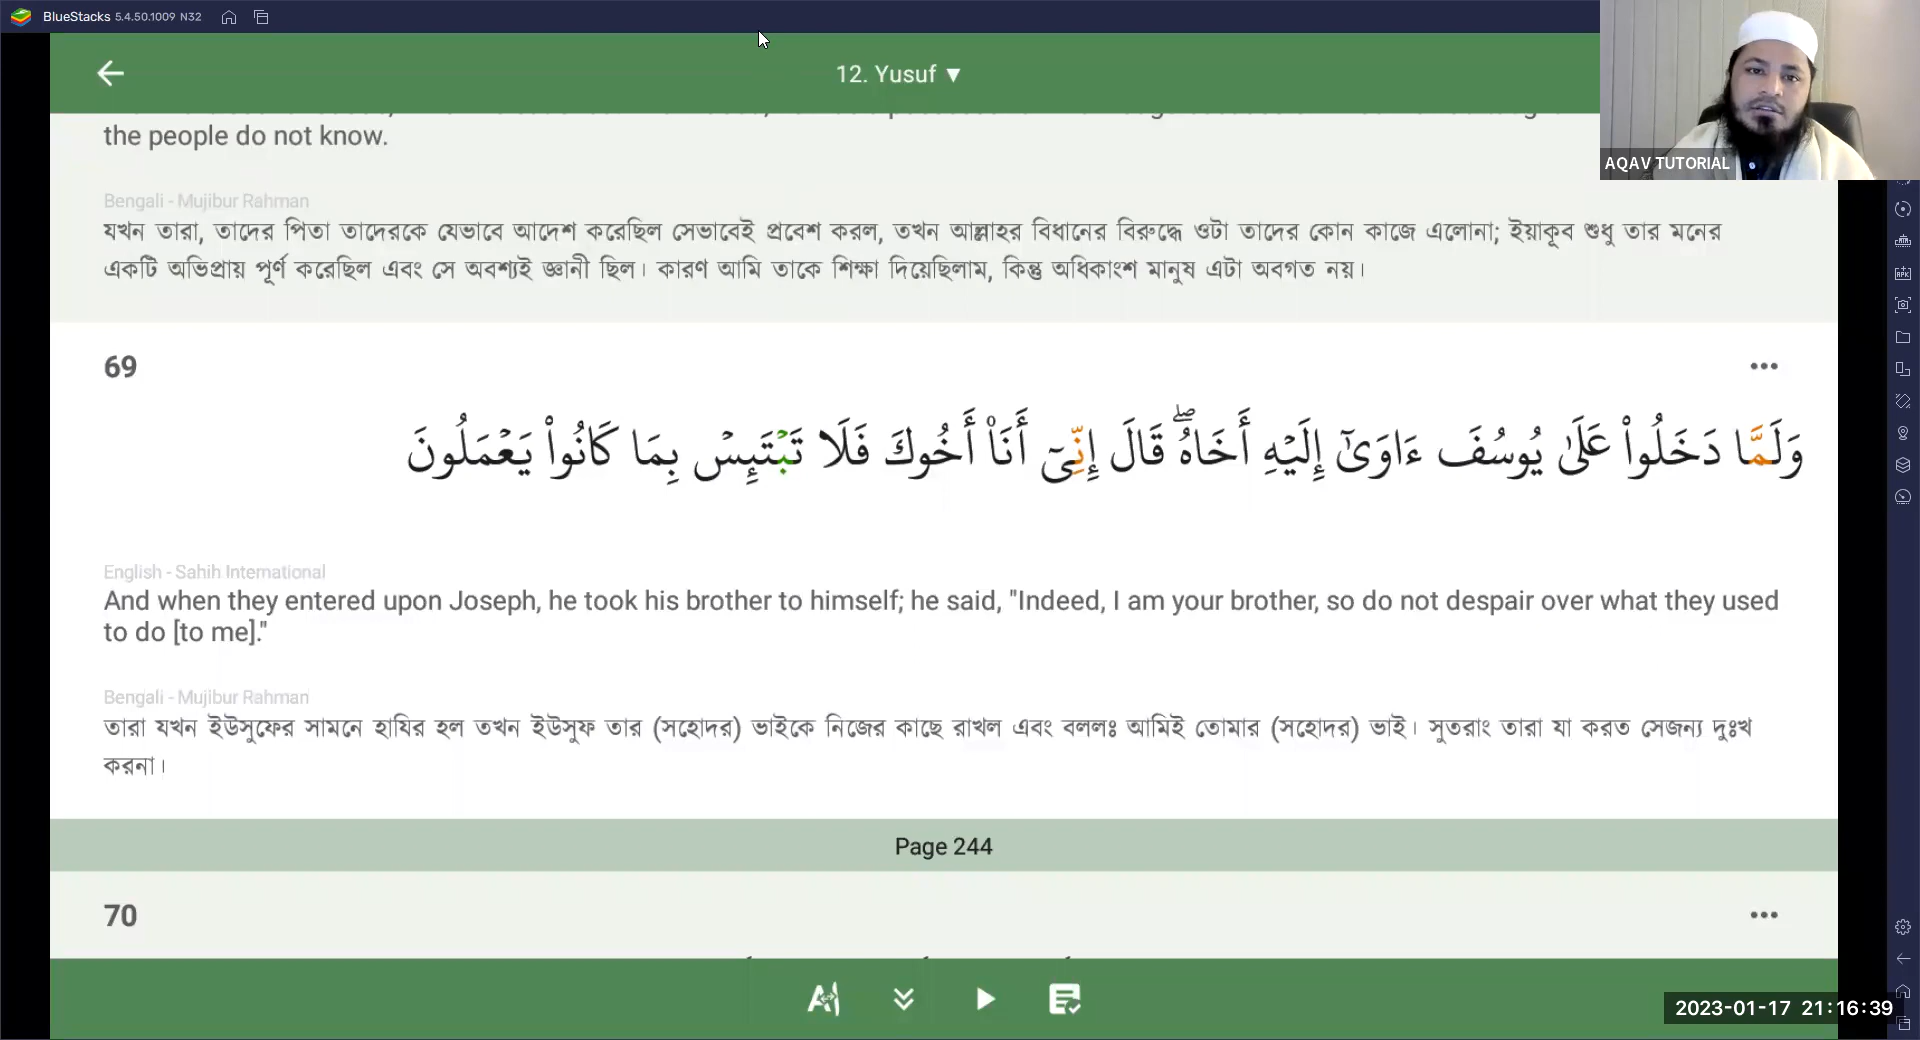 BlueStacks 5.4.50.1009 N32
12. Yusuf ▼
AQAV TUTORIAL
the people do not know.
Bengali - Mujibur Rahman
যখন তারা, তাদের পিতা তাদেরকে যেভাবে আদেশ করেছিল সেভাবেই প্রবেশ করল, তখন আল্লাহর বিধানের বিরুদ্ধে ওটা তাদের কোন কাজে এলোনা; ইয়াকূব শুধু তার মনের
একটি অভিপ্রায় পূর্ণ করেছিল এবং সে অবশ্যই জ্ঞানী ছিল। কারণ আমি তাকে শিক্ষা দিয়েছিলাম, কিন্তু অধিকাংশ মানুষ এটা অবগত নয়।
69
وَلَمَّا دَخَلُوا۟ عَلَىٰ يُوسُفَ ءَاوَىٰٓ إِلَيْهِ أَخَاهُ ۖ قَالَ إِنِّىٓ أَنَا۠ أَخُوكَ فَلَا تَبْتَئِسْ بِمَا كَانُوا۟ يَعْمَلُونَ
English - Sahih International
And when they entered upon Joseph, he took his brother to himself; he said, "Indeed, I am your brother, so do not despair over what they used
to do [to me]."
Bengali - Mujibur Rahman
তারা যখন ইউসুফের সামনে হাযির হল তখন ইউসুফ তার (সহোদর) ভাইকে নিজের কাছে রাখল এবং বললঃ আমিই তোমার (সহোদর) ভাই। সুতরাং তারা যা করত সেজন্য দুঃখ
করনা।
Page 244
70
2023-01-17 21:16:39